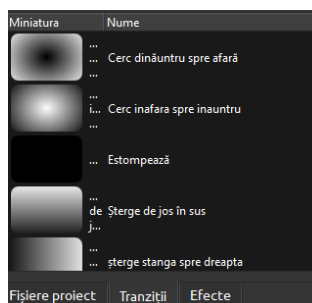 Miniatura Nume
...
... Cerc dinăuntru spre afară
...
...
i... Cerc inafara spre inauntru
...
... Estompează
...
de Șterge de jos în sus
j...
...
... șterge stanga spre dreapta
Fișiere proiect Tranziții Efecte